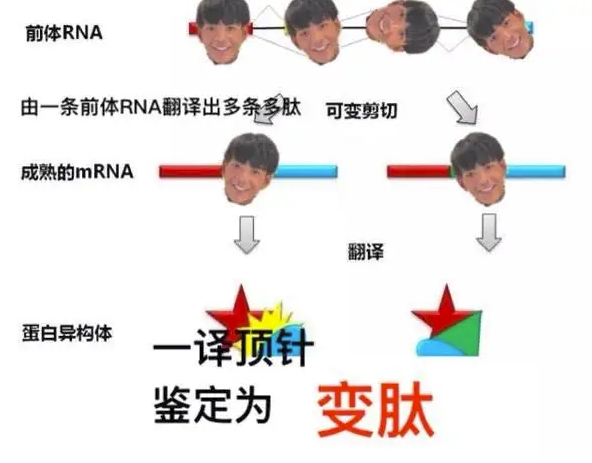 前体RNA
由一条前体RNA翻译出多条多肽
可变剪切
成熟的mRNA
翻译
蛋白异构体
一译顶针
鉴定为 变肽